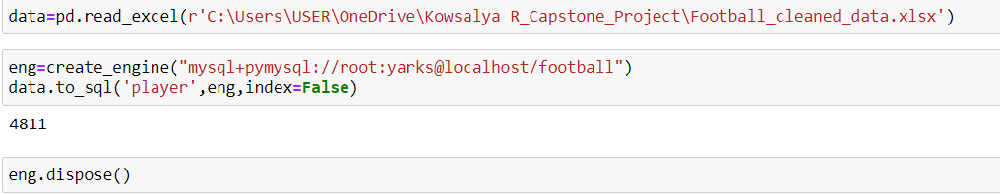 data=pd.read_excel(r'C:\Users\USER\OneDrive\Kowsalya R_Capstone_Project\Football_cleaned_data.xlsx')
eng=create_engine("mysql+pymysql://root:yarks@localhost/football")
data.to_sql('player',eng,index=False)
4811
eng.dispose()